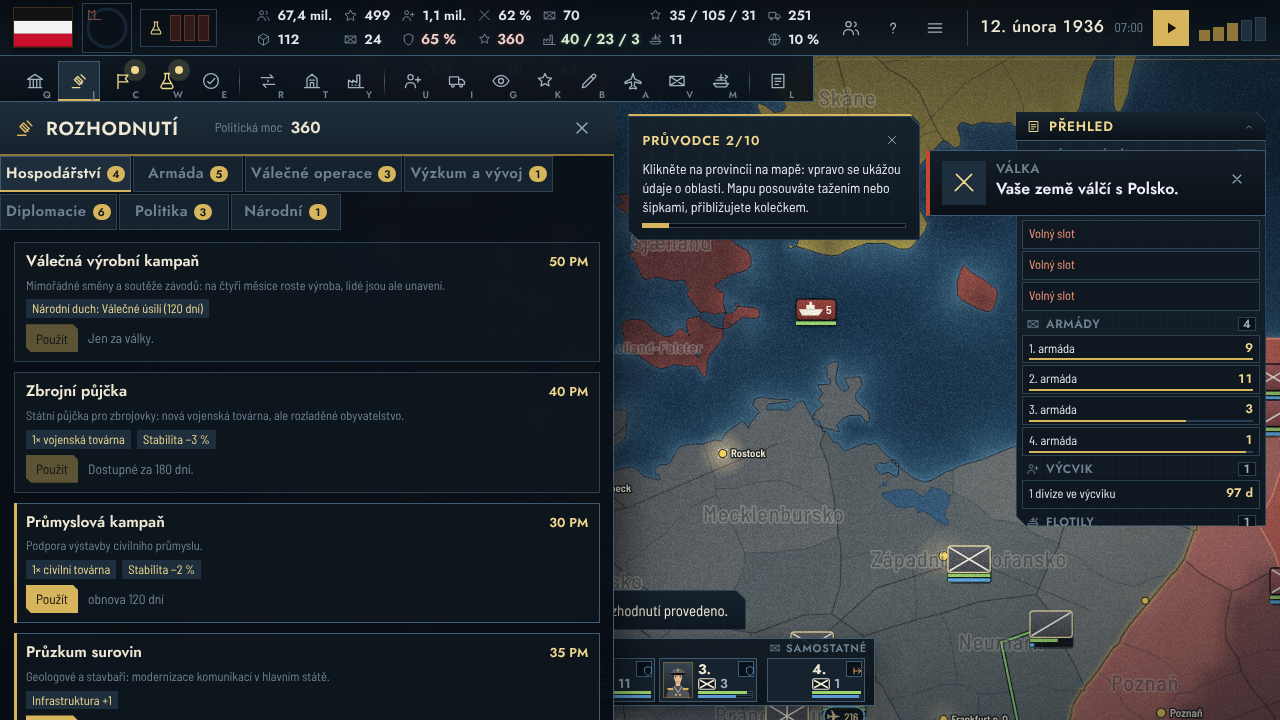 67,4 mil. 499 1,1 mil. 62 % 70 35 / 105 / 31 251
112 24 65 % 360 40 / 23 / 3 11 10 %
12. února 1936 07:00
Q I C W E R T Y U I G K B A V M L
ROZHODNUTÍ
Politická moc 360
Hospodářství 4
Armáda 5
Válečné operace 3
Výzkum a vývoj 1
Diplomacie 6
Politika 3
Národní 1
Válečná výrobní kampaň 50 PM
Mimořádné směny a soutěže závodů: na čtyři měsíce roste výroba, lidé jsou ale unavení.
Národní duch: Válečné úsilí (120 dní)
Použít Jen za války.
Zbrojní půjčka 40 PM
Státní půjčka pro zbrojovky: nová vojenská továrna, ale rozladěné obyvatelstvo.
1× vojenská továrna Stabilita −3 %
Použít Dostupné za 180 dní.
Průmyslová kampaň 30 PM
Podpora výstavby civilního průmyslu.
1× civilní továrna Stabilita −2 %
Použít obnova 120 dní
Průzkum surovin 35 PM
Geologové a stavbaři: modernizace komunikací v hlavním státě.
Infrastruktura +1
PRŮVODCE 2/10
Klikněte na provincii na mapě: vpravo se ukážou
údaje o oblasti. Mapu posouváte tažením nebo
šipkami, přibližujete kolečkem.
PŘEHLED
VÁLKA
Vaše země válčí s Polsko.
Volný slot
Volný slot
Volný slot
ARMÁDY 4
1. armáda 9
2. armáda 11
3. armáda 3
4. armáda 1
VÝCVIK 1
1 divize ve výcviku 97 d
FLOTILY 1
Skåne
Sjælland
olland-Falster
5
Rostock
beck
Mecklenbursko
sko
Západn ořansko
Neumark
Poznaň
Poznaň
Frankfurt n. O
Bran
zhodnutí provedeno.
SAMOSTATNÉ
11
3.
3
4.
1
216